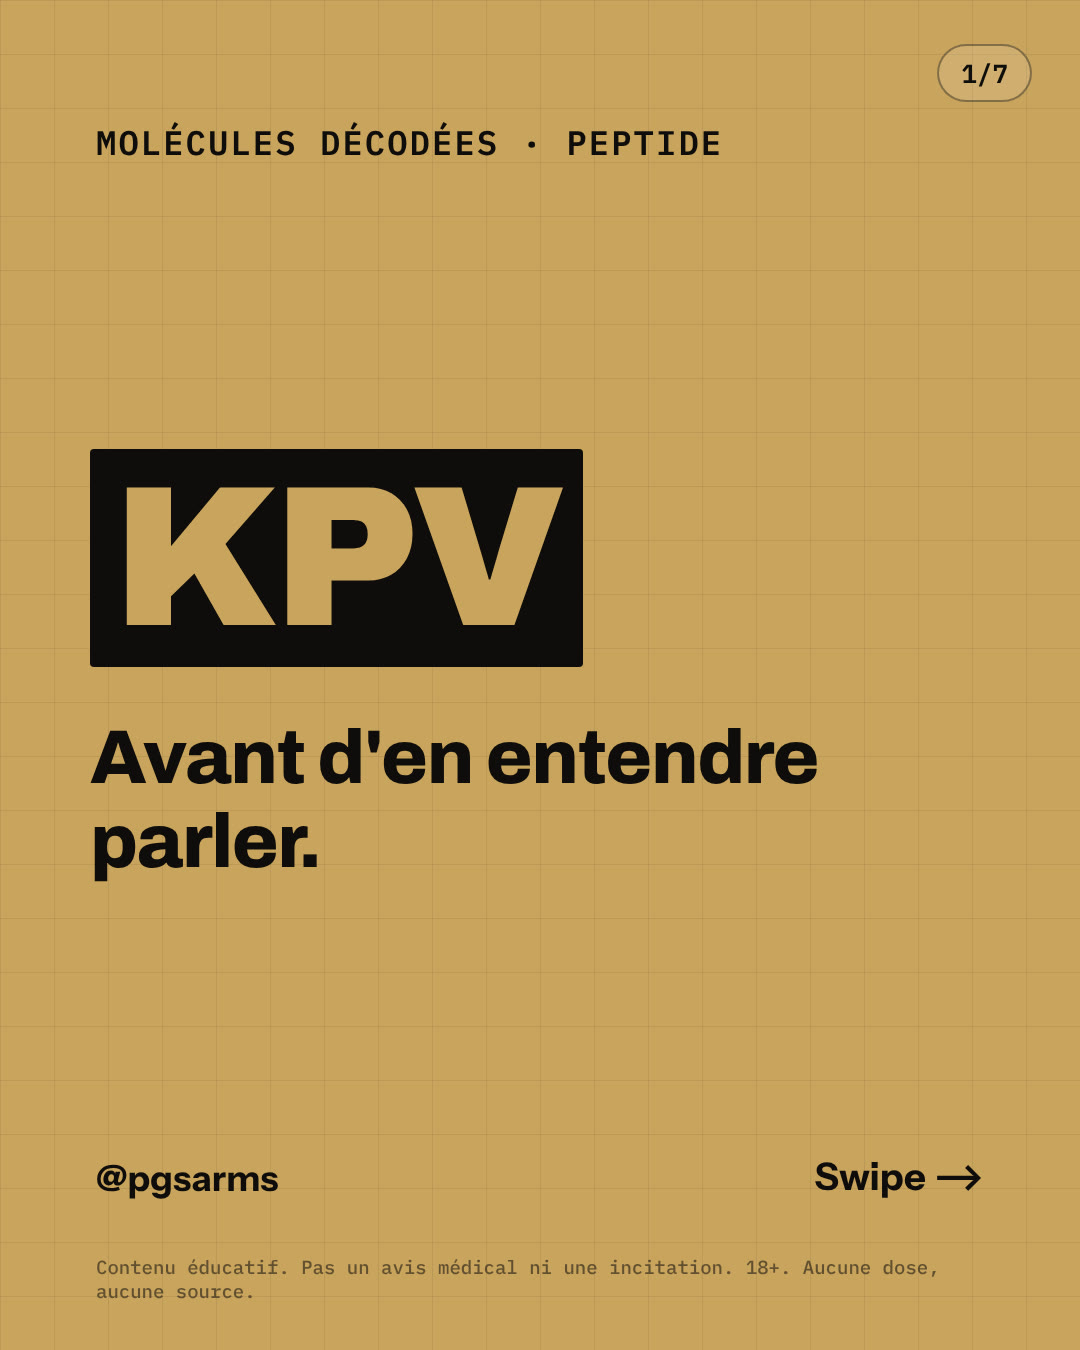 1/7
MOLÉCULES DÉCODÉES · PEPTIDE
KPV
Avant d'en entendre
parler.
@pgsarms
Swipe →
Contenu éducatif. Pas un avis médical ni une incitation. 18+. Aucune dose,
aucune source.